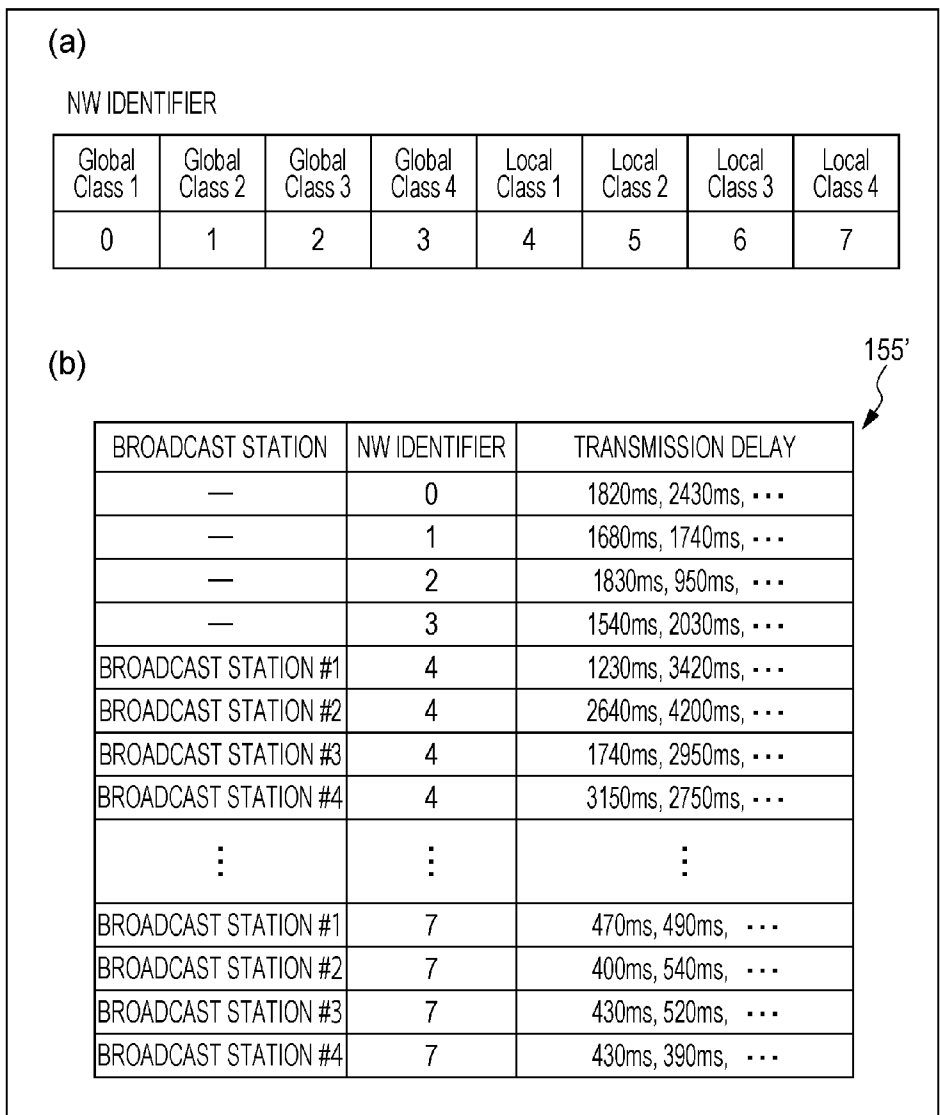 (a)
NW IDENTIFIER
Global Class 1 Global Class 2 Global Class 3 Global Class 4 Local Class 1 Local Class 2 Local Class 3 Local Class 4
0 1 2 3 4 5 6 7
(b)
155'
BROADCAST STATION NW IDENTIFIER TRANSMISSION DELAY
— 0 1820ms, 2430ms, ···
— 1 1680ms, 1740ms, ···
— 2 1830ms, 950ms, ···
— 3 1540ms, 2030ms, ···
BROADCAST STATION #1 4 1230ms, 3420ms, ···
BROADCAST STATION #2 4 2640ms, 4200ms, ···
BROADCAST STATION #3 4 1740ms, 2950ms, ···
BROADCAST STATION #4 4 3150ms, 2750ms, ···
⋮ ⋮ ⋮
BROADCAST STATION #1 7 470ms, 490ms, ···
BROADCAST STATION #2 7 400ms, 540ms, ···
BROADCAST STATION #3 7 430ms, 520ms, ···
BROADCAST STATION #4 7 430ms, 390ms, ···